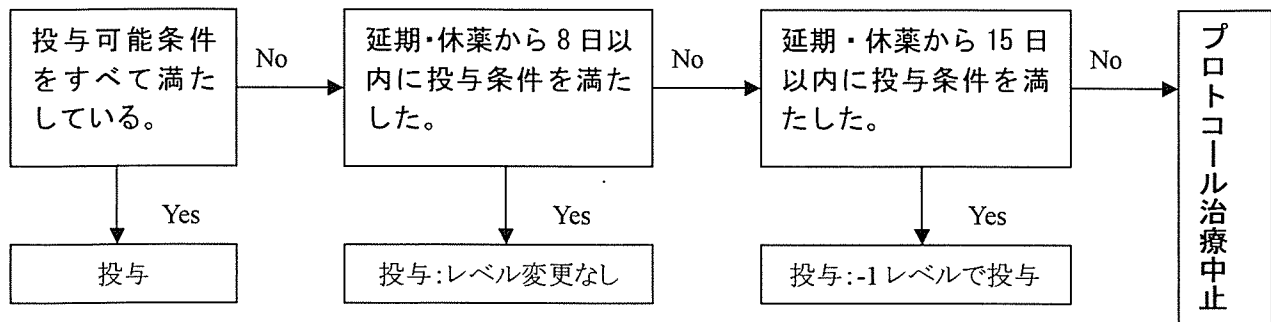 投与可能条件
をすべて満た
している。
No
延期・休薬から 8 日以
内に投与条件を満た
した。
No
延期・休薬から 15 日
以内に投与条件を満
たした。
No
プロトコール治療中止
Yes
Yes
Yes
投与
投与:レベル変更なし
投与:-1 レベルで投与